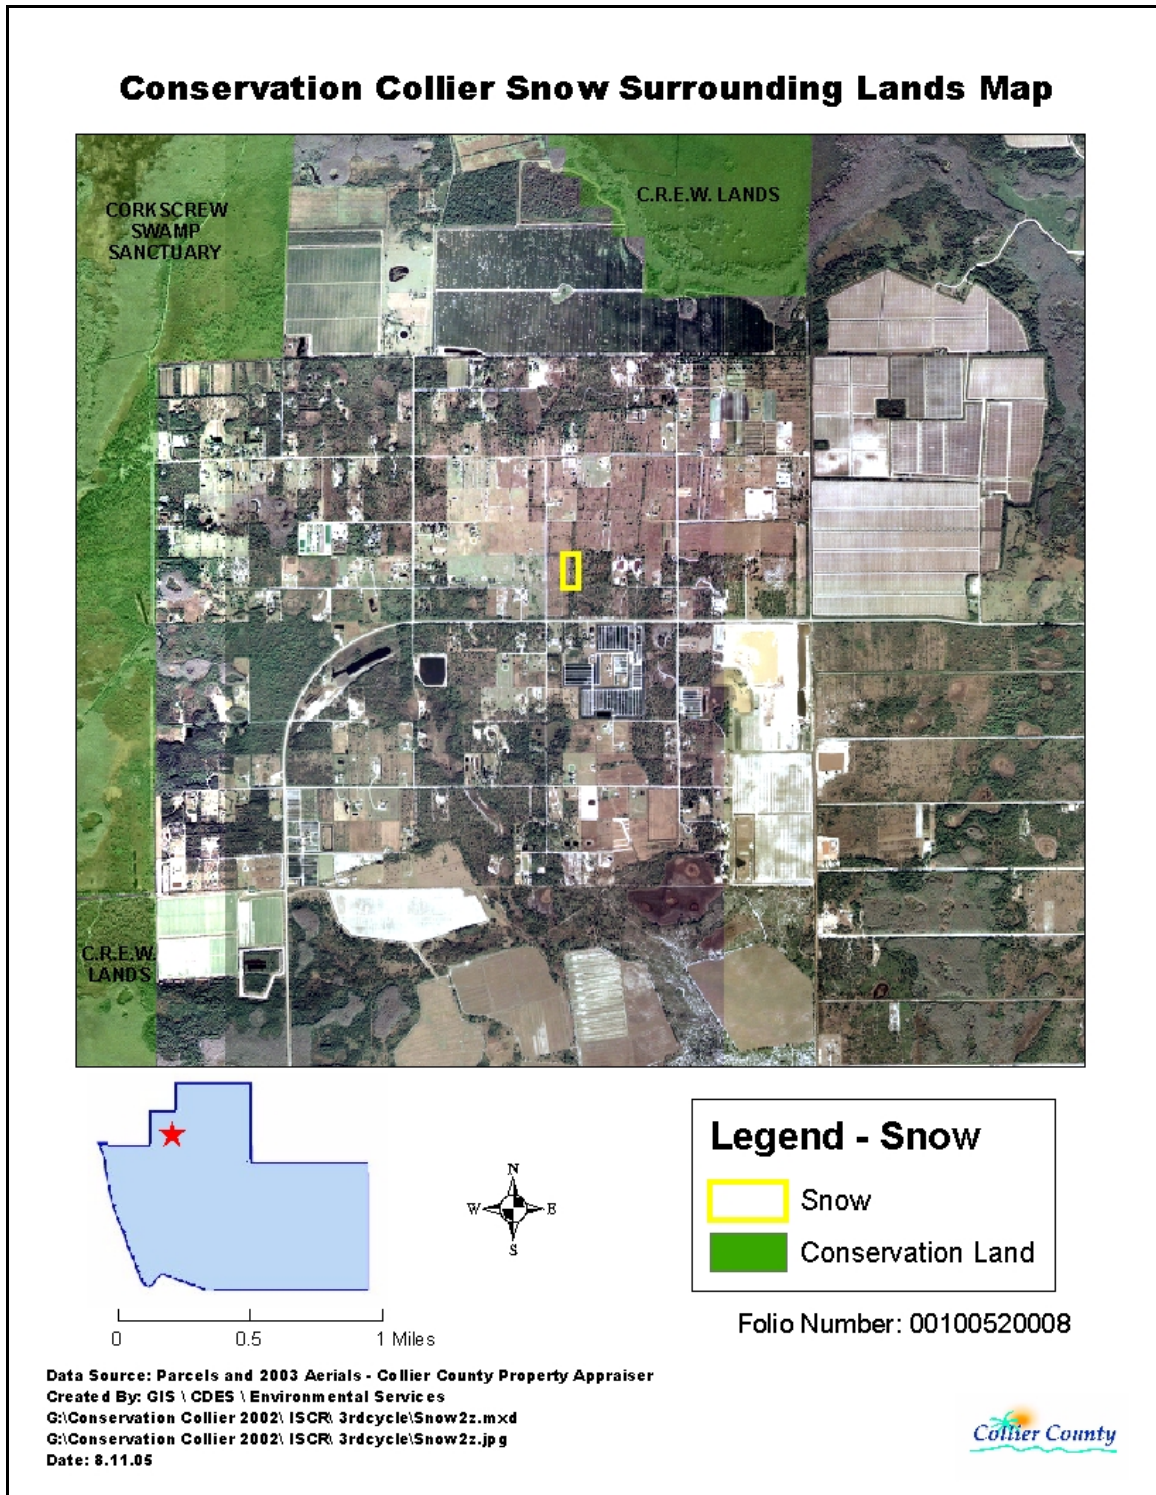 Conservation Collier Snow Surrounding Lands Map
CORKSCREW
SWAMP
SANCTUARY
C.R.E.W. LANDS
C.R.E.W.
LANDS
N
W E
S
Legend - Snow
Snow
Conservation Land
0 0.5 1 Miles
Folio Number: 00100520008
Data Source: Parcels and 2003 Aerials - Collier County Property Appraiser
Created By: GIS \ CDES \ Environmental Services
G:\Conservation Collier 2002\ ISCR\ 3rdcycle\Snow2z.mxd
G:\Conservation Collier 2002\ ISCR\ 3rdcycle\Snow2z.jpg
Date: 8.11.05
Collier County